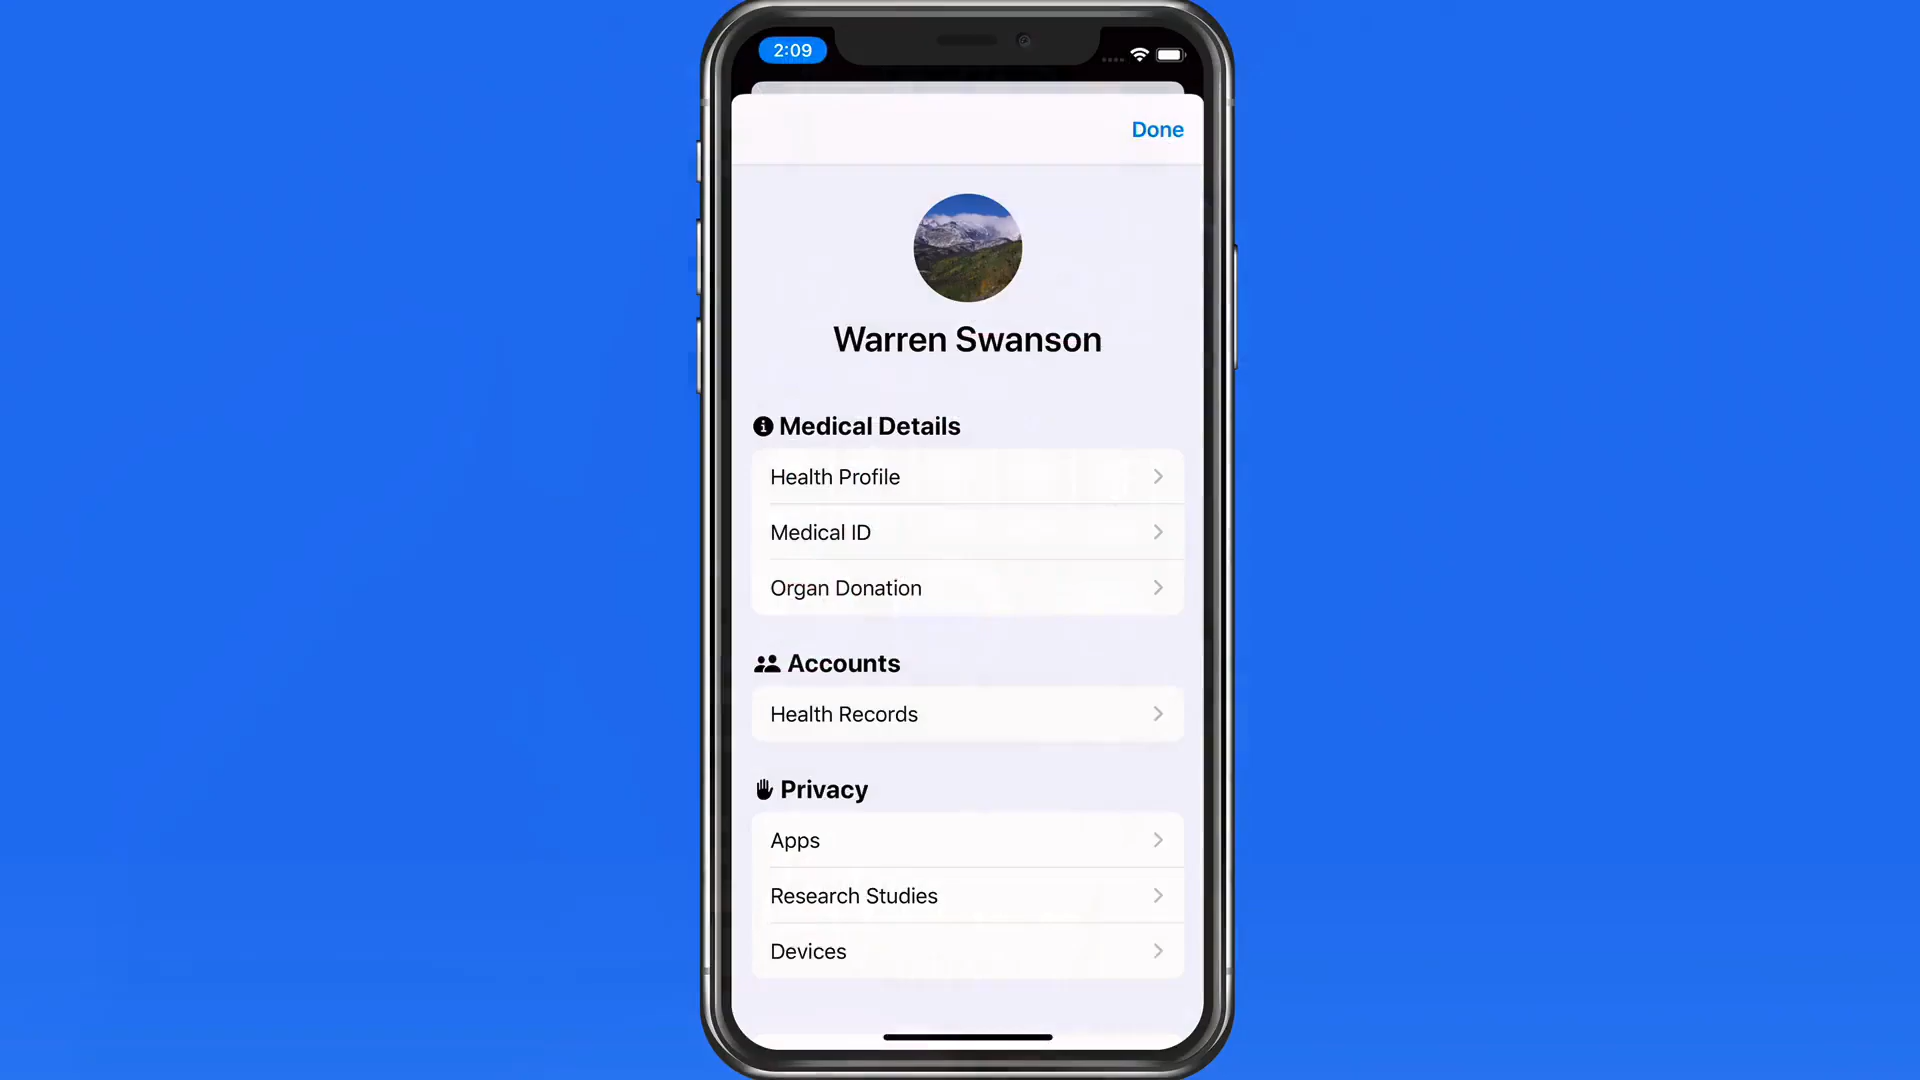 2:09
Done
Warren Swanson
Medical Details
Health Profile
Medical ID
Organ Donation
Accounts
Health Records
Privacy
Apps
Research Studies
Devices